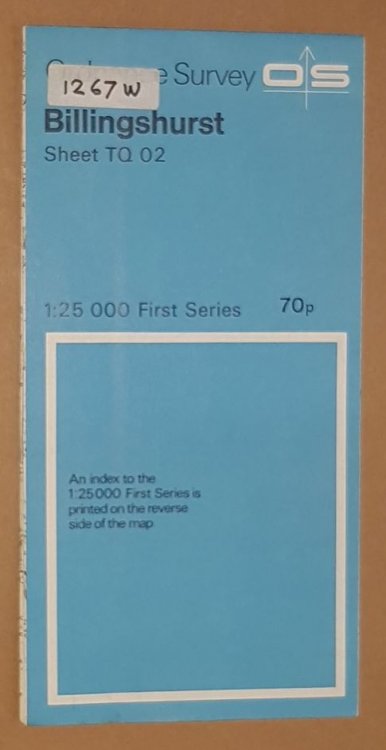 Survey OS
1267W
Billingshurst
Sheet TQ 02
1:25 000 First Series 70p
An index to the
1:25000 First Series is
printed on the reverse
side of the map